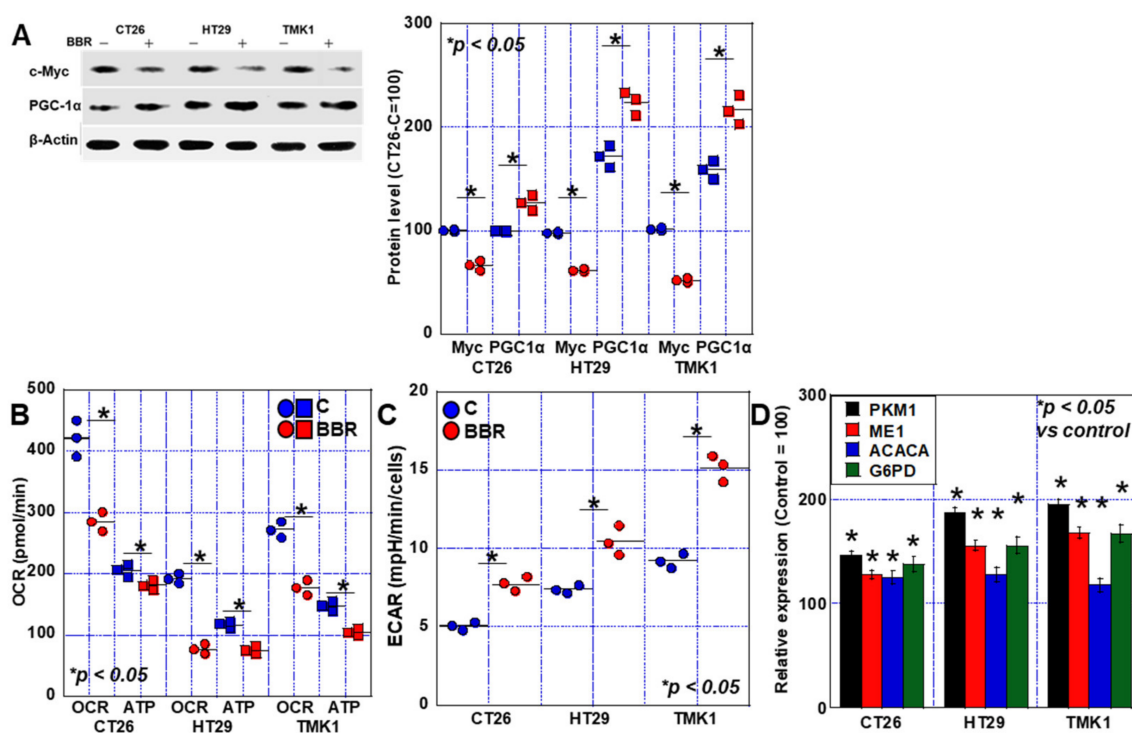 A
CT26 HT29 TMK1
BBR − + − + − +
c-Myc
PGC-1α
β-Actin
*p < 0.05
Protein level (CT26-C=100)
300
200
100
0
* * * * * *
Myc PGC1α Myc PGC1α Myc PGC1α
CT26 HT29 TMK1
B
OCR (pmol/min)
500
400
300
200
100
0
C
BBR
* * * * * *
*p < 0.05
OCR ATP OCR ATP OCR ATP
CT26 HT29 TMK1
C
ECAR (mpH/min/cells)
20
15
10
5
0
C
BBR
* * *
*p < 0.05
CT26 HT29 TMK1
D
Relative expression (Control = 100)
300
200
100
0
PKM1
ME1
ACACA
G6PD
*p < 0.05
vs control
* * * * * * * * * * * *
CT26 HT29 TMK1